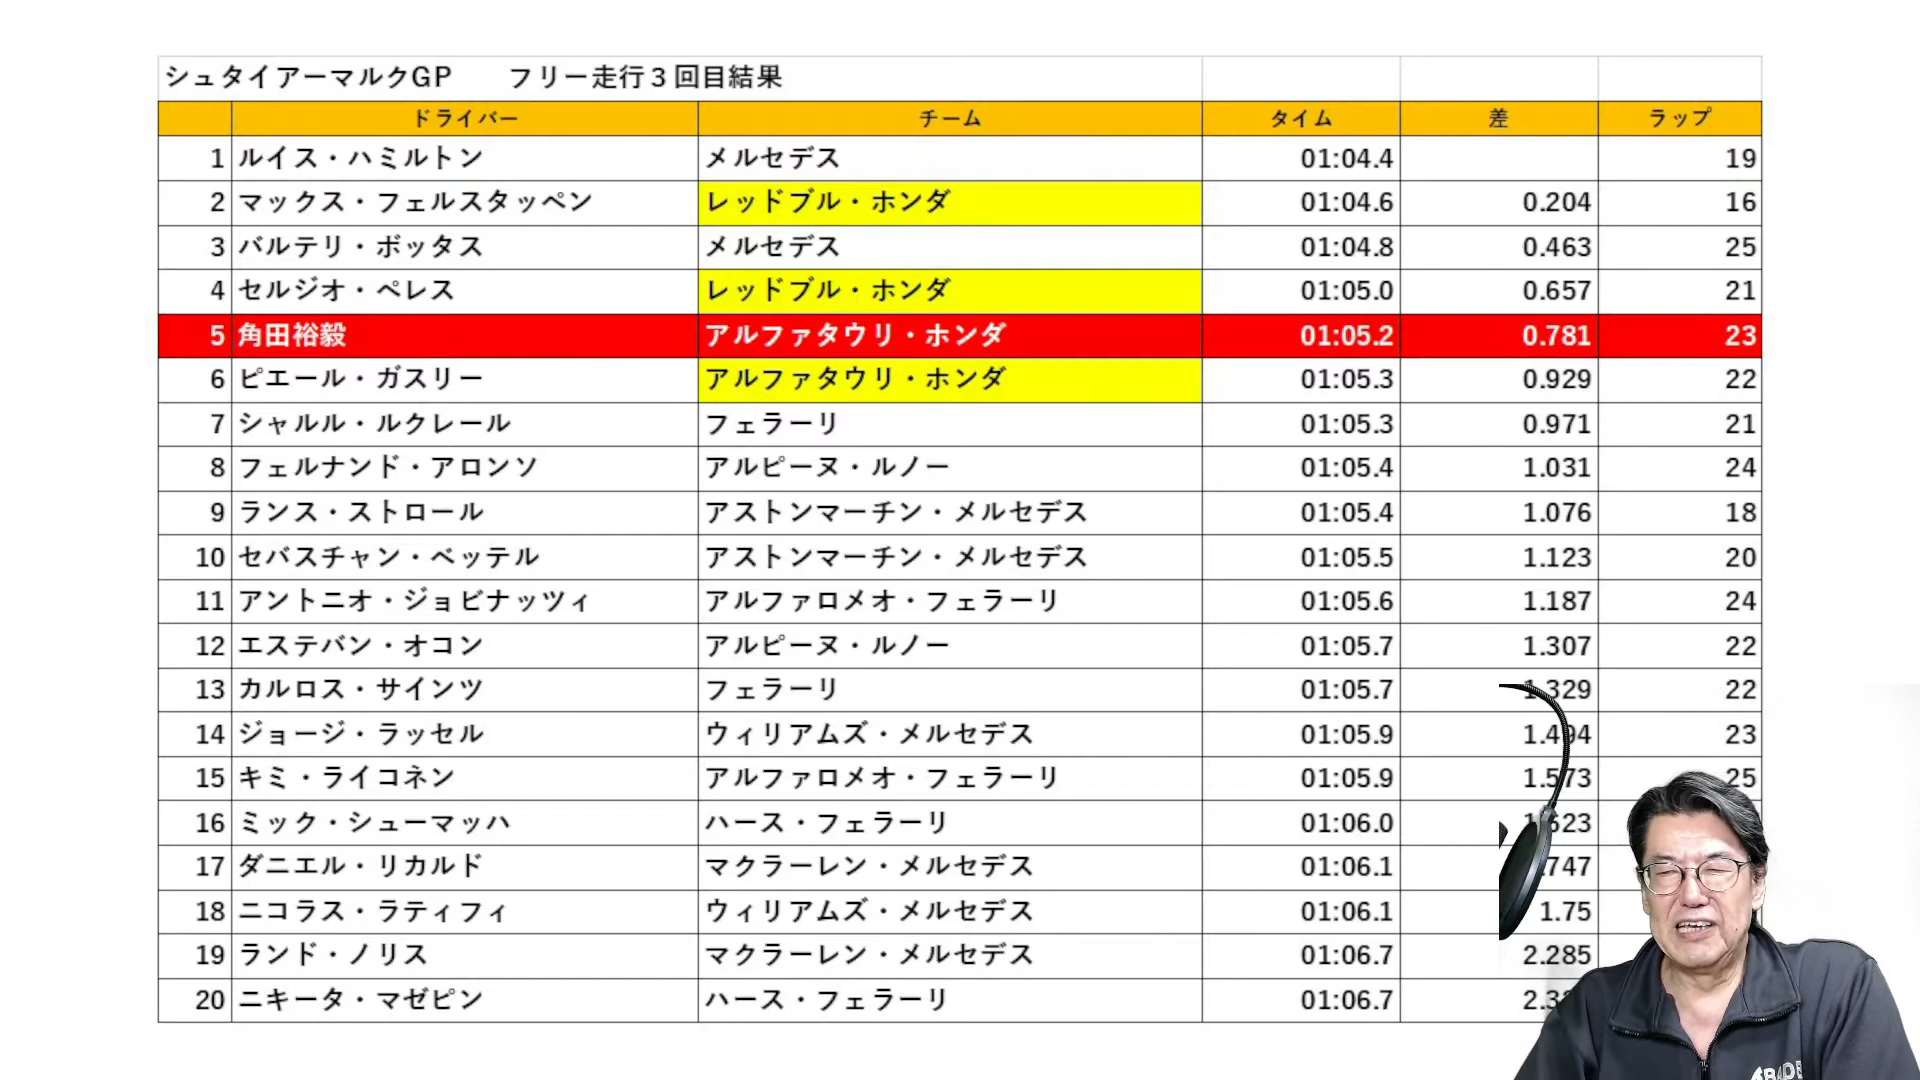 シュタイアーマルクGP フリー走行３回目結果
ドライバー チーム タイム 差 ラップ
1 ルイス・ハミルトン メルセデス 01:04.4 19
2 マックス・フェルスタッペン レッドブル・ホンダ 01:04.6 0.204 16
3 バルテリ・ボッタス メルセデス 01:04.8 0.463 25
4 セルジオ・ペレス レッドブル・ホンダ 01:05.0 0.657 21
5 角田裕毅 アルファタウリ・ホンダ 01:05.2 0.781 23
6 ピエール・ガスリー アルファタウリ・ホンダ 01:05.3 0.929 22
7 シャルル・ルクレール フェラーリ 01:05.3 0.971 21
8 フェルナンド・アロンソ アルピーヌ・ルノー 01:05.4 1.031 24
9 ランス・ストロール アストンマーチン・メルセデス 01:05.4 1.076 18
10 セバスチャン・ベッテル アストンマーチン・メルセデス 01:05.5 1.123 20
11 アントニオ・ジョビナッツィ アルファロメオ・フェラーリ 01:05.6 1.187 24
12 エステバン・オコン アルピーヌ・ルノー 01:05.7 1.307 22
13 カルロス・サインツ フェラーリ 01:05.7 1.329 22
14 ジョージ・ラッセル ウィリアムズ・メルセデス 01:05.9 1.494 23
15 キミ・ライコネン アルファロメオ・フェラーリ 01:05.9 1.573 25
16 ミック・シューマッハ ハース・フェラーリ 01:06.0
17 ダニエル・リカルド マクラーレン・メルセデス 01:06.1
18 ニコラス・ラティフィ ウィリアムズ・メルセデス 01:06.1 1.75
19 ランド・ノリス マクラーレン・メルセデス 01:06.7 2.285
20 ニキータ・マゼピン ハース・フェラーリ 01:06.7